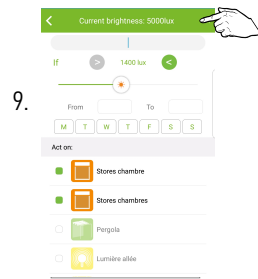 Current brightness: 5000lux
If > 1400 lux <
9.
From To
M T W T F S S
Act on:
Stores chambre
Stores chambres
Pergola
Lumière allée